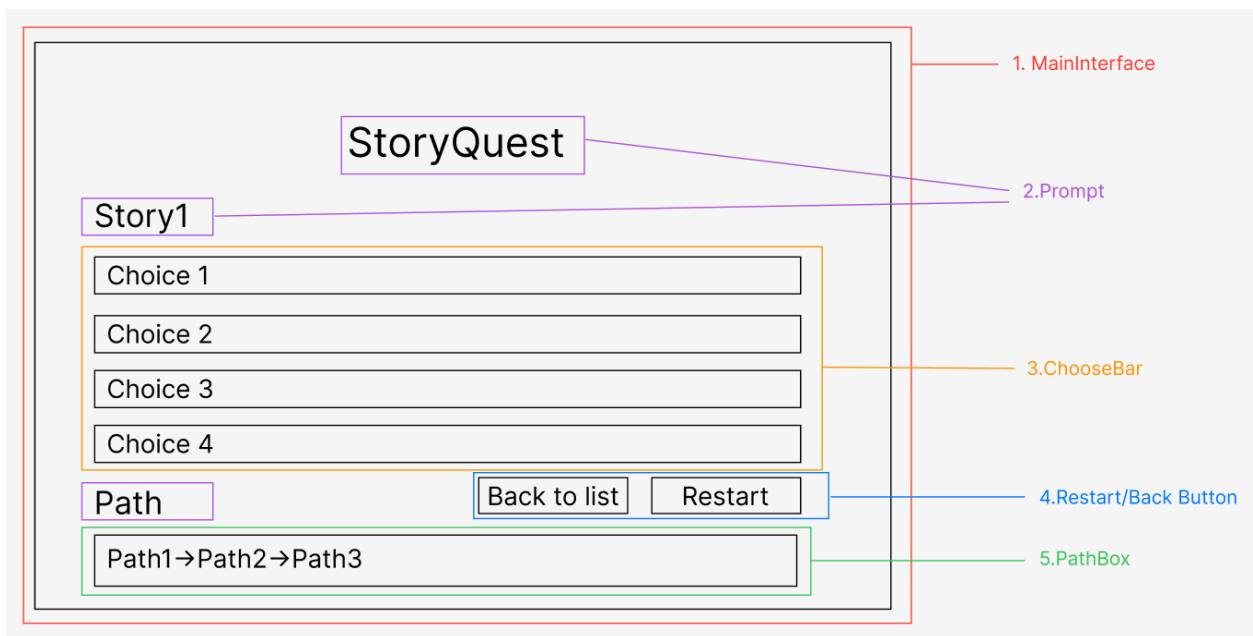 1. MainInterface
StoryQuest
2.Prompt
Story1
Choice 1
Choice 2
Choice 3
3.ChooseBar
Choice 4
Path
Back to list
Restart
4.Restart/Back Button
Path1→Path2→Path3
5.PathBox